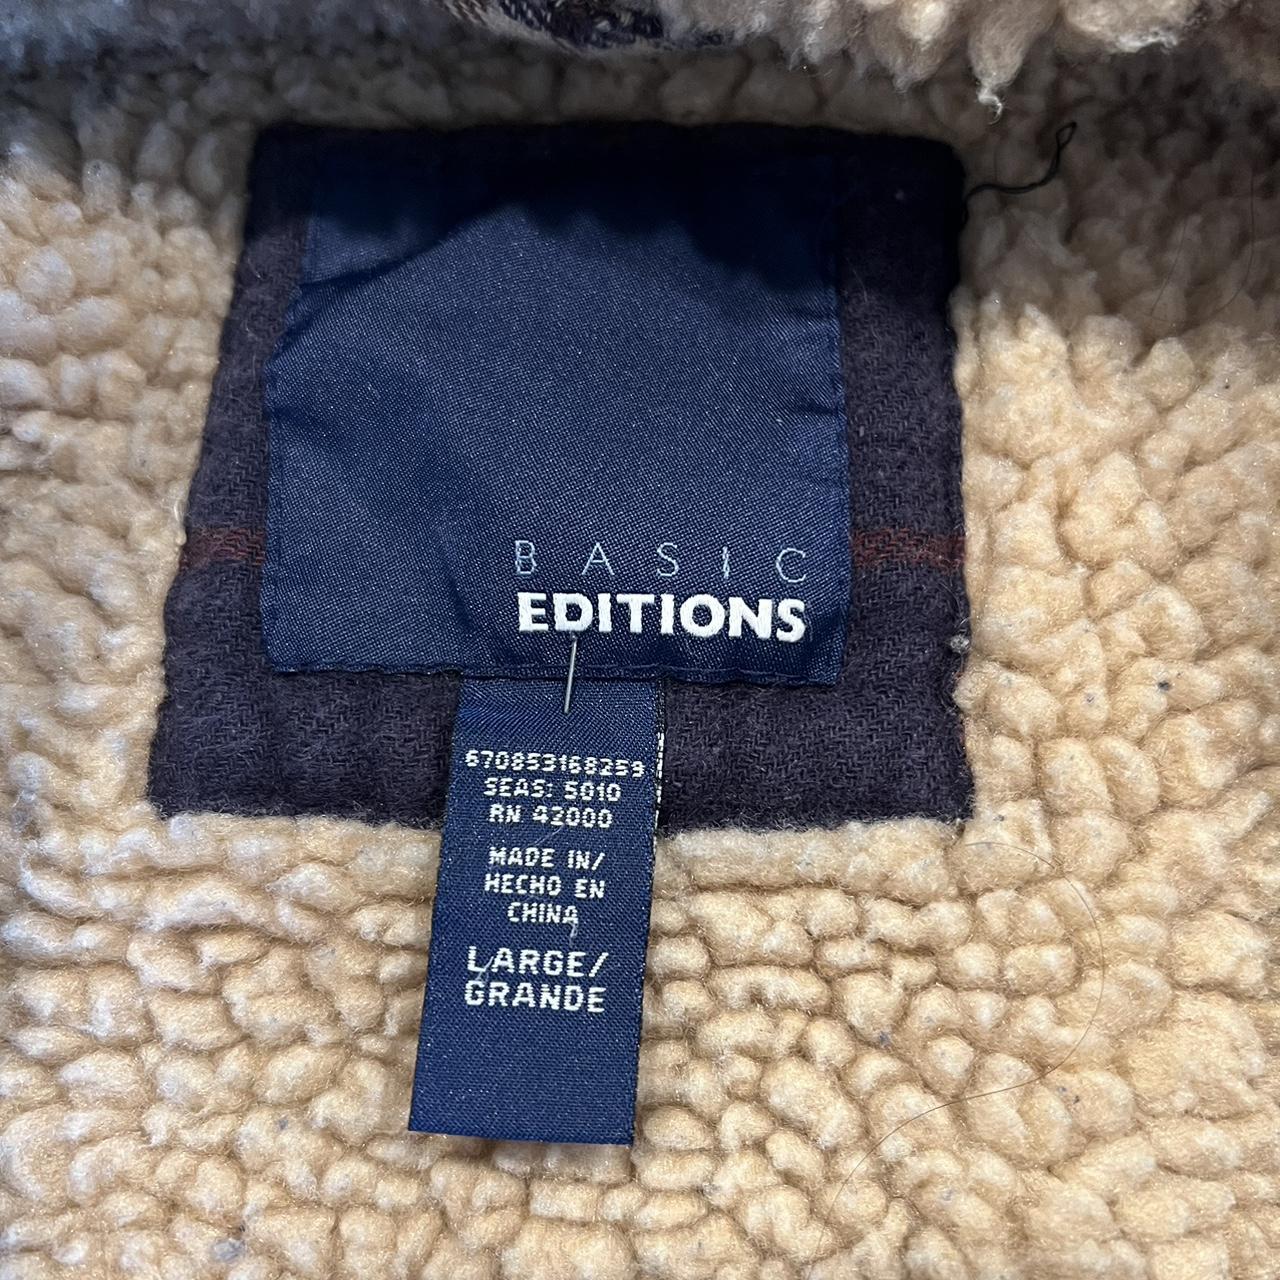 BASIC
EDITIONS
670853168259
SEAS: 5010
RN 42000
MADE IN/
HECHO EN
CHINA
LARGE/
GRANDE